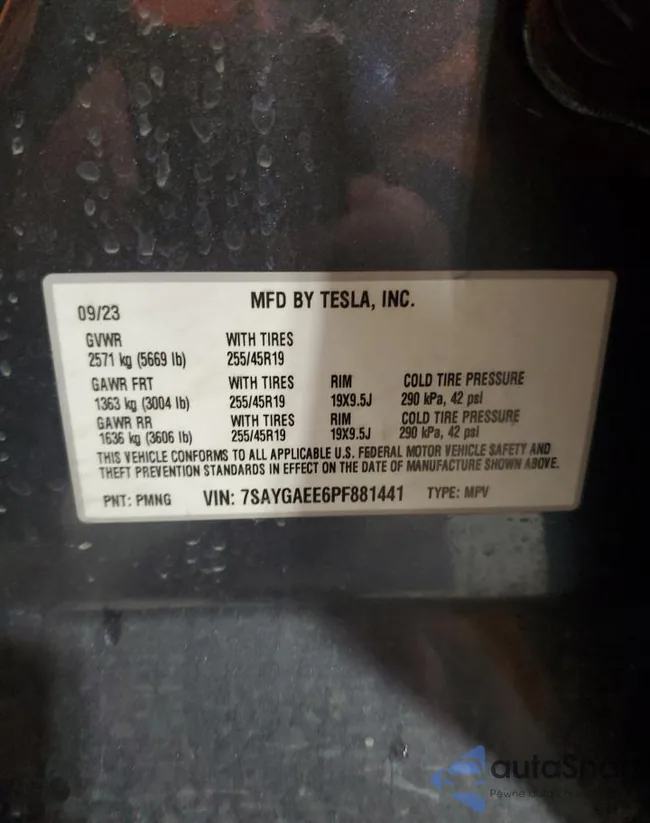 MFD BY TESLA, INC.
09/23
GVWR WITH TIRES
2571 kg (5669 lb) 255/45R19
GAWR FRT WITH TIRES RIM COLD TIRE PRESSURE
1363 kg (3004 lb) 255/45R19 19X9.5J 290 kPa, 42 psi
GAWR RR WITH TIRES RIM COLD TIRE PRESSURE
1636 kg (3606 lb) 255/45R19 19X9.5J 290 kPa, 42 psi
THIS VEHICLE CONFORMS TO ALL APPLICABLE U.S. FEDERAL MOTOR VEHICLE SAFETY AND
THEFT PREVENTION STANDARDS IN EFFECT ON THE DATE OF MANUFACTURE SHOWN ABOVE.
PNT: PMNG VIN: 7SAYGAEE6PF881441 TYPE: MPV